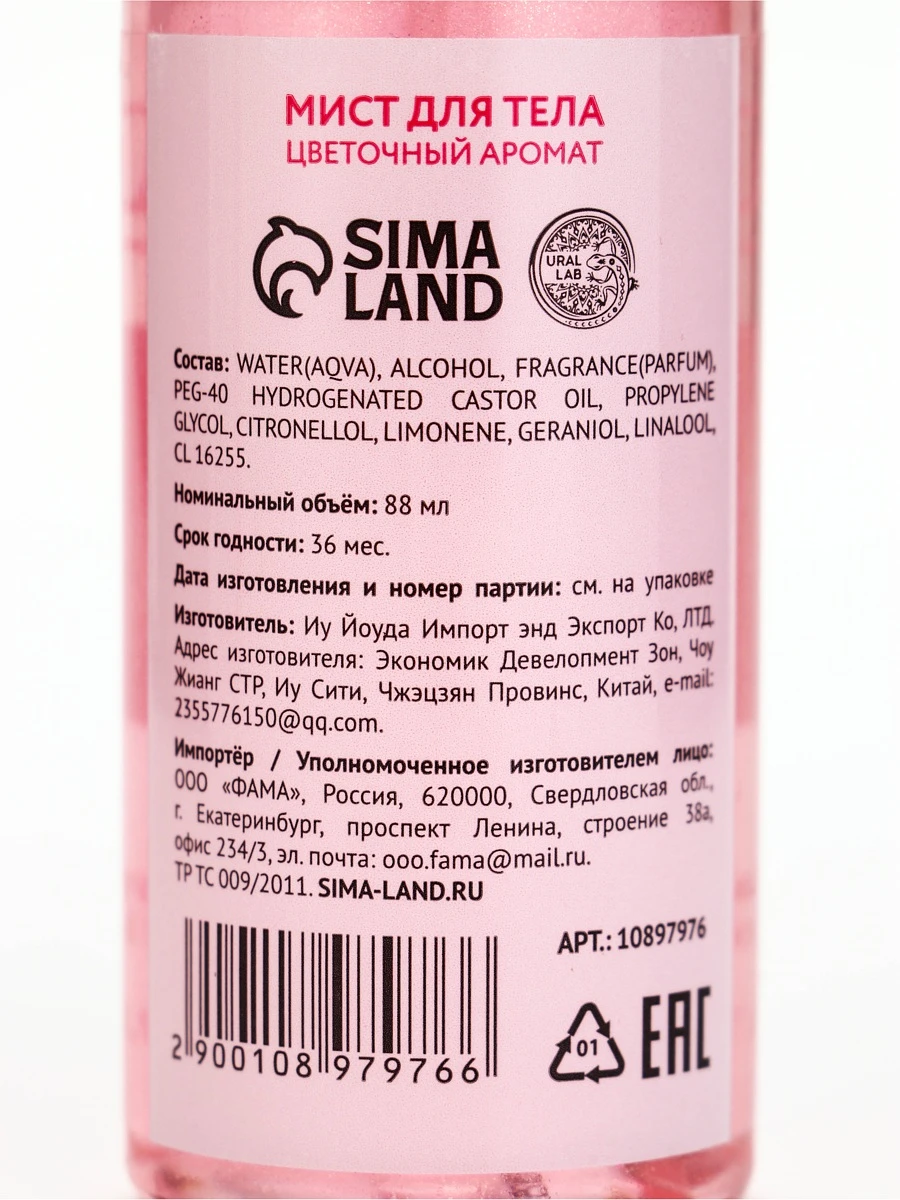 МИСТ ДЛЯ ТЕЛА
ЦВЕТОЧНЫЙ АРОМАТ
SIMA
LAND
URAL
LAB
Состав: WATER(AQVA), ALCOHOL, FRAGRANCE(PARFUM),
PEG-40 HYDROGENATED CASTOR OIL, PROPYLENE
GLYCOL, CITRONELLOL, LIMONENE, GERANIOL, LINALOOL,
CL 16255.
Номинальный объём: 88 мл
Срок годности: 36 мес.
Дата изготовления и номер партии: см. на упаковке
Изготовитель: Иу Йоуда Импорт энд Экспорт Ко, ЛТД.
Адрес изготовителя: Экономик Девелопмент Зон, Чоу
Жианг СТР, Иу Сити, Чжэцзян Провинс, Китай, e-mail:
2355776150@qq.com.
Импортёр / Уполномоченное изготовителем лицо:
ООО «ФАМА», Россия, 620000, Свердловская обл.,
г. Екатеринбург, проспект Ленина, строение 38а,
офис 234/3, эл. почта: ooo.fama@mail.ru.
ТР ТС 009/2011. SIMA-LAND.RU
АРТ.: 10897976
2 900108 979766
01
EAC